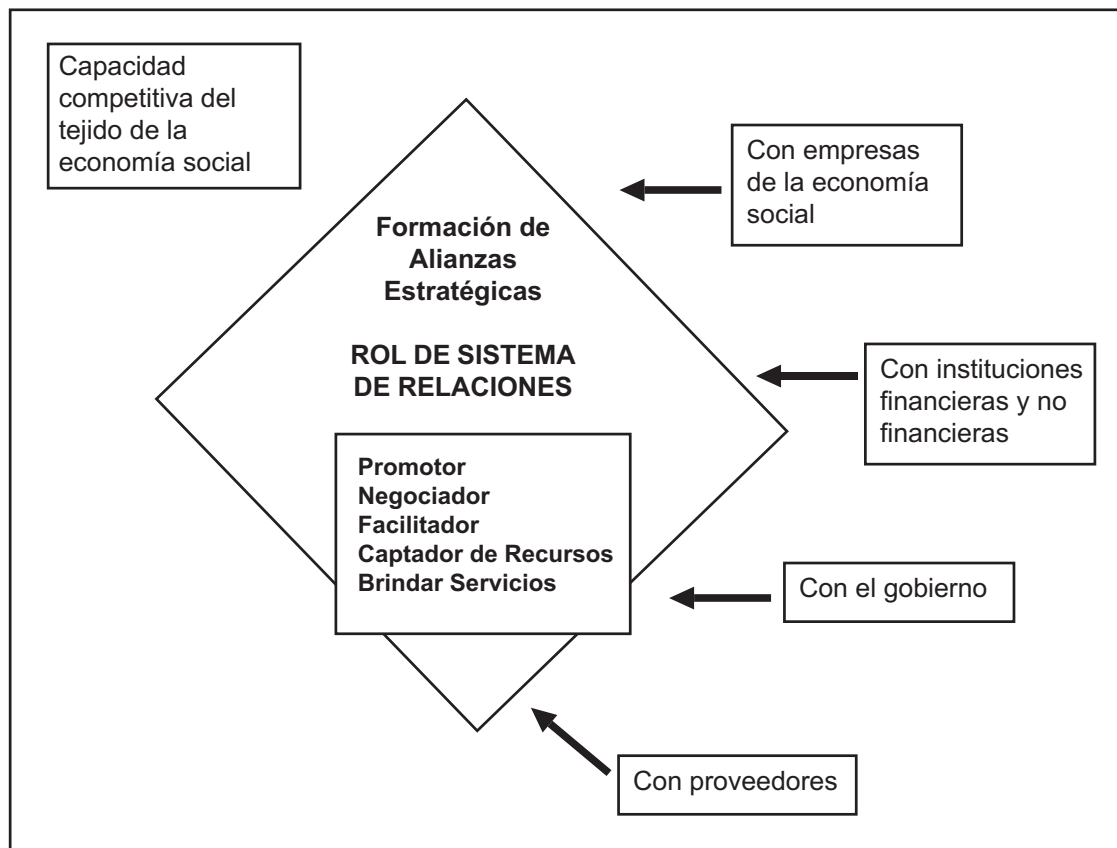 Capacidad
competitiva del
tejido de la
economía social
Con empresas
de la economía
social
Formación de
Alianzas
Estratégicas
ROL DE SISTEMA
DE RELACIONES
Con instituciones
financieras y no
financieras
Promotor
Negociador
Facilitador
Captador de Recursos
Brindar Servicios
Con el gobierno
Con proveedores